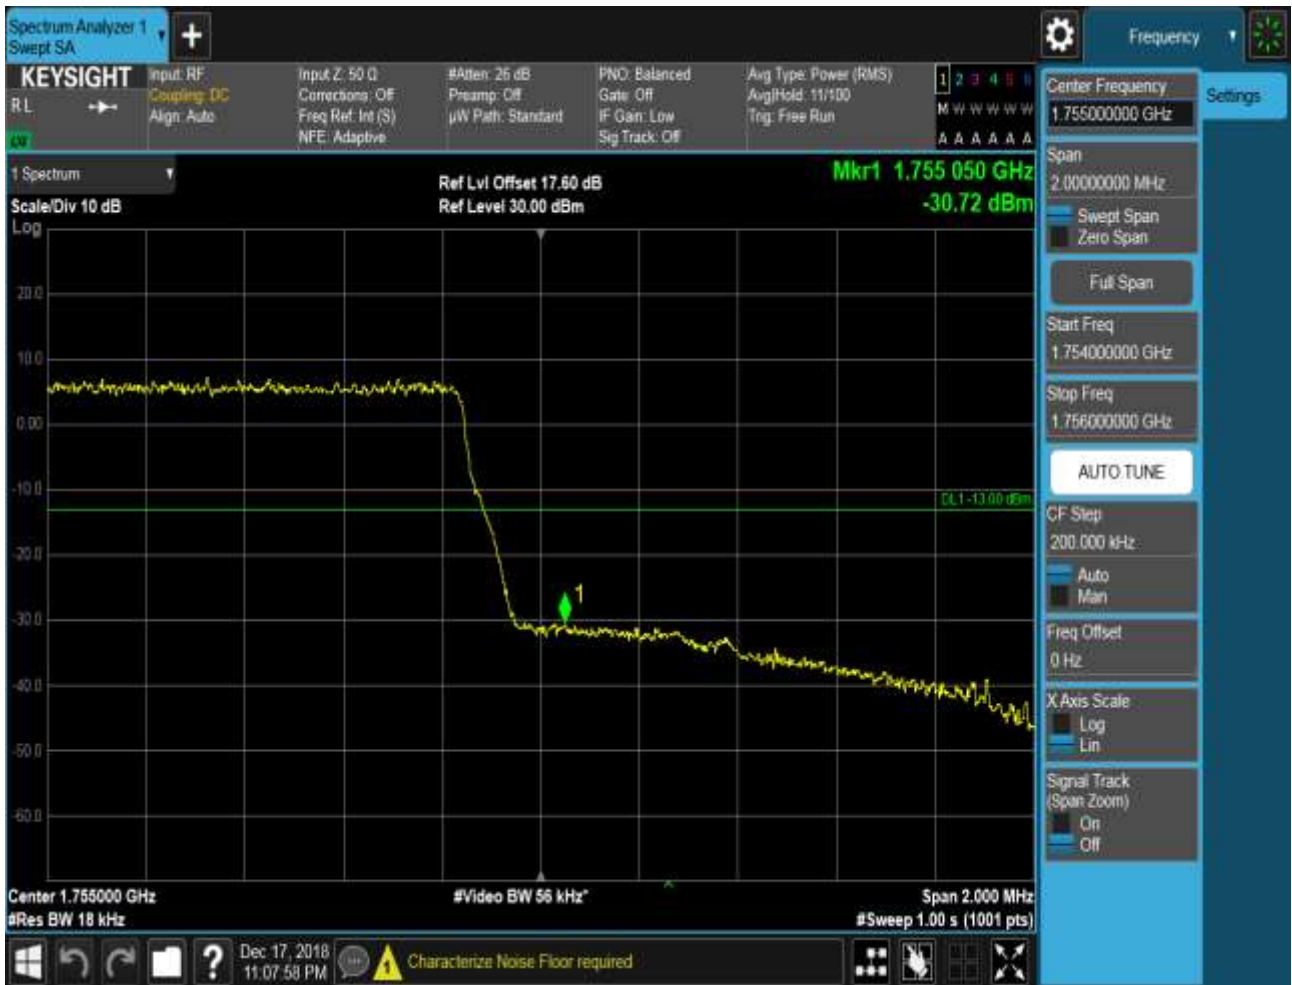 Spectrum Analyzer 1
Swept SA
+
Frequency
KEYSIGHT
RL
Input: RF
Coupling: DC
Align: Auto
Input Z: 50 Ω
Corrections: Off
Freq Ref: Int (S)
NFE: Adaptive
#Atten: 26 dB
Preamp: Off
µW Path: Standard
PNO: Balanced
Gate: Off
IF Gain: Low
Sig Track: Off
Avg Type: Power (RMS)
Avg|Hold: 11/100
Trig: Free Run
1 2 3 4 5 6
M W W W W W
A A A A A A
1 Spectrum
Scale/Div 10 dB
Log
Ref Lvl Offset 17.60 dB
Ref Level 30.00 dBm
Mkr1 1.755 050 GHz
-30.72 dBm
20.0
10.0
0.00
-10.0
-20.0
-30.0
-40.0
-50.0
-60.0
DL1 -13.00 dBm
1
Center 1.755000 GHz
#Res BW 18 kHz
#Video BW 56 kHz*
Span 2.000 MHz
#Sweep 1.00 s (1001 pts)
Center Frequency
1.755000000 GHz
Settings
Span
2.00000000 MHz
Swept Span
Zero Span
Full Span
Start Freq
1.754000000 GHz
Stop Freq
1.756000000 GHz
AUTO TUNE
CF Step
200.000 kHz
Auto
Man
Freq Offset
0 Hz
X Axis Scale
Log
Lin
Signal Track
(Span Zoom)
On
Off
?
Dec 17, 2018
11:07:58 PM
1
Characterize Noise Floor required